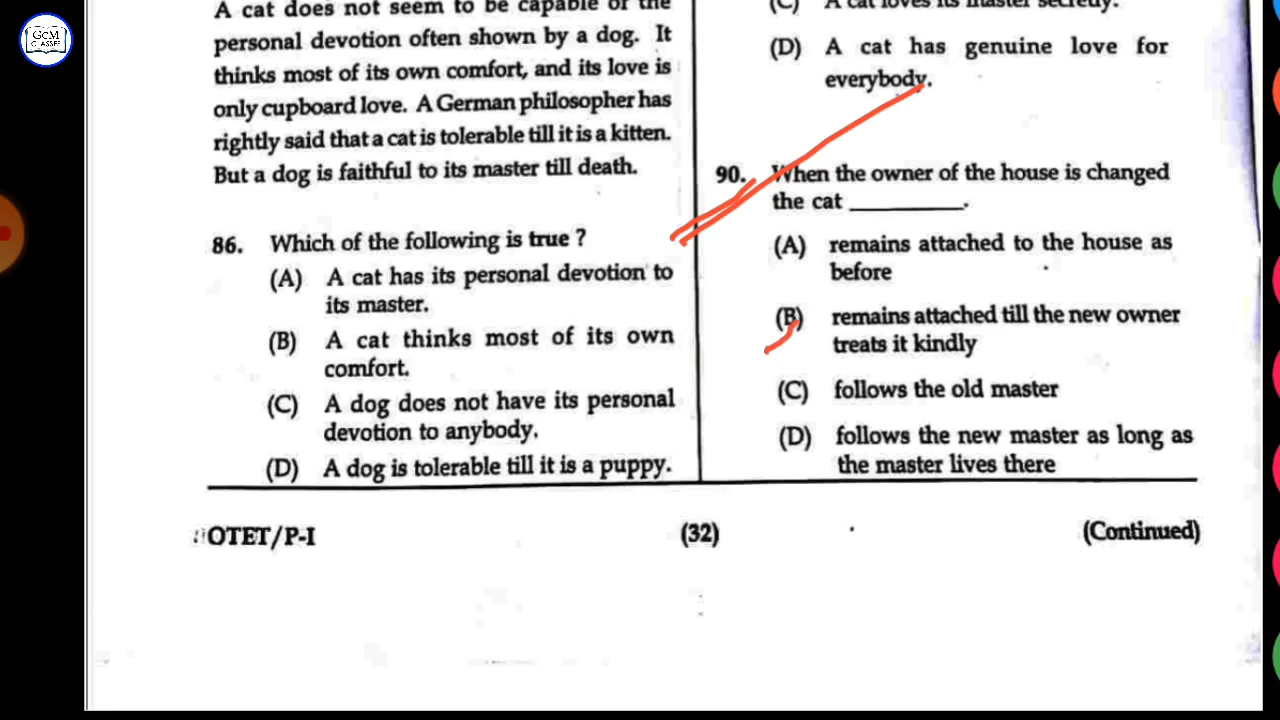 GCM
CLASSES
A cat does not seem to be capable of the
personal devotion often shown by a dog. It
thinks most of its own comfort, and its love is
only cupboard love. A German philosopher has
rightly said that a cat is tolerable till it is a kitten.
But a dog is faithful to its master till death.
86. Which of the following is true ?
(A) A cat has its personal devotion to
its master.
(B) A cat thinks most of its own
comfort.
(C) A dog does not have its personal
devotion to anybody.
(D) A dog is tolerable till it is a puppy.
(C) A cat loves its master secretly.
(D) A cat has genuine love for
everybody.
90. When the owner of the house is changed
the cat ________.
(A) remains attached to the house as
before
(B) remains attached till the new owner
treats it kindly
(C) follows the old master
(D) follows the new master as long as
the master lives there
OTET/P-I (32) (Continued)